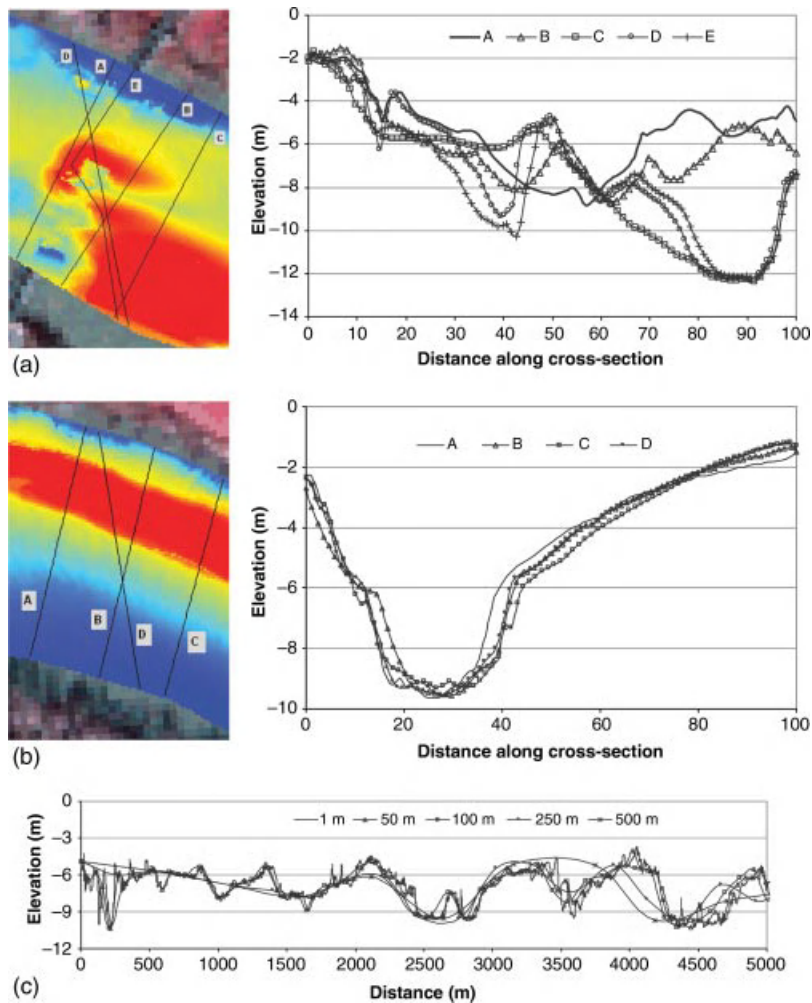 D
A
E
B
C
A B C D E
0
−2
−4
−6
−8
−10
−12
−14
Elevation (m)
0 10 20 30 40 50 60 70 80 90 100
Distance along cross-section
(a)
A
B
D
C
A B C D
0
−2
−4
−6
−8
−10
Elevation (m)
0 20 40 60 80 100
Distance along cross-section
(b)
1 m 50 m 100 m 250 m 500 m
0
−3
−6
−9
−12
Elevation (m)
0 500 1000 1500 2000 2500 3000 3500 4000 4500 5000
Distance (m)
(c)